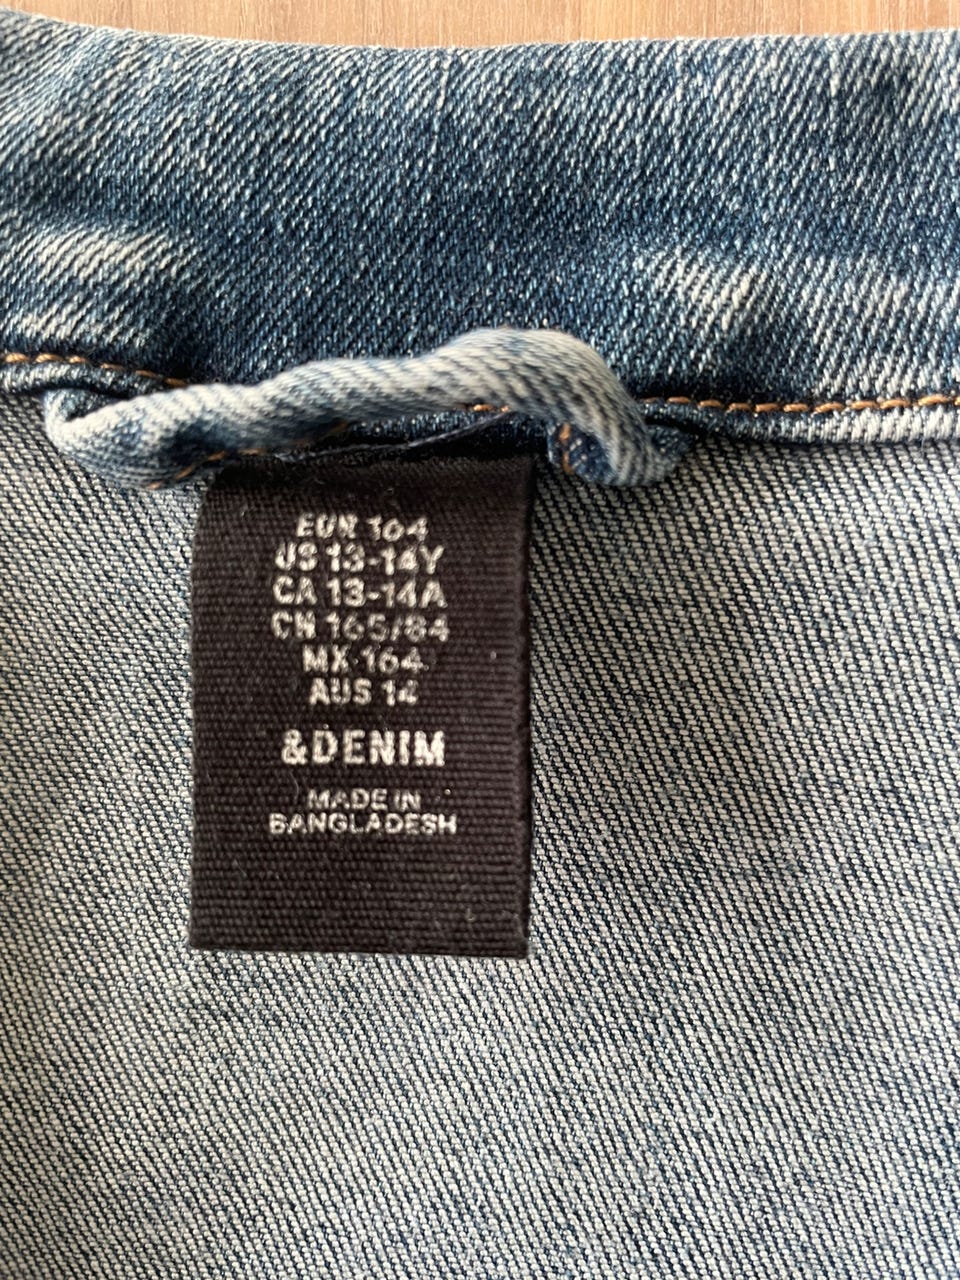 EUR 164
US 13-14Y
CA 13-14A
CN 165/84
MX 164
AUS 14
&DENIM
MADE IN
BANGLADESH